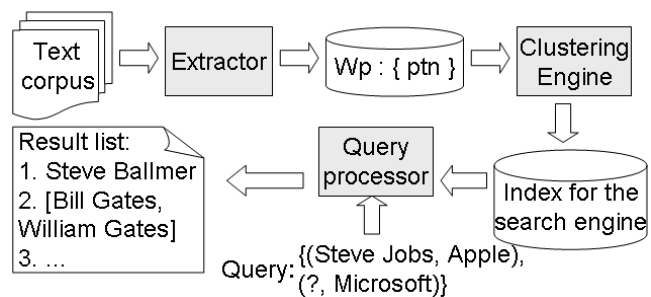 Text
corpus
Extractor
Wp : { ptn }
Clustering
Engine
Result list:
1. Steve Ballmer
2. [Bill Gates,
William Gates]
3. ...
Query
processor
Index for the
search engine
Query: {(Steve Jobs, Apple),
(?, Microsoft)}